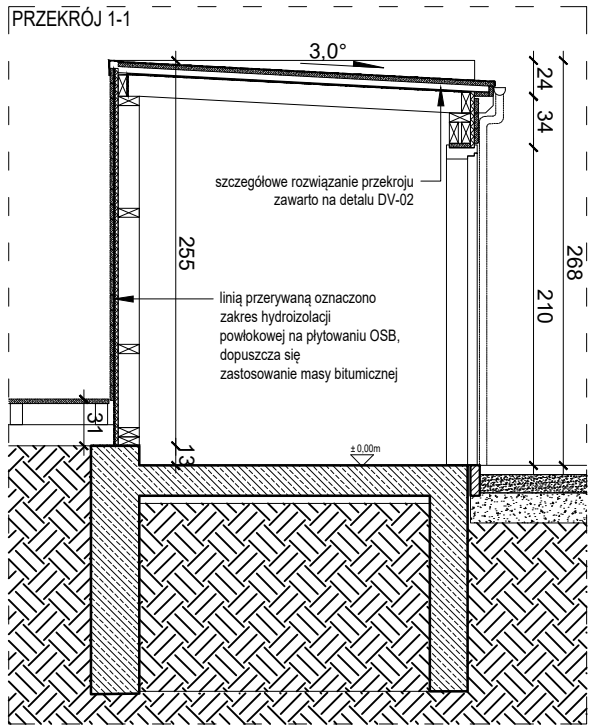 PRZEKRÓJ 1-1
3,0°
24
34
szczegółowe rozwiązanie przekroju
zawarto na detalu DV-02
255
268
210
linią przerywaną oznaczono
zakres hydroizolacji
powłokowej na płytowaniu OSB,
dopuszcza się
zastosowanie masy bitumicznej
31
13
± 0,00m